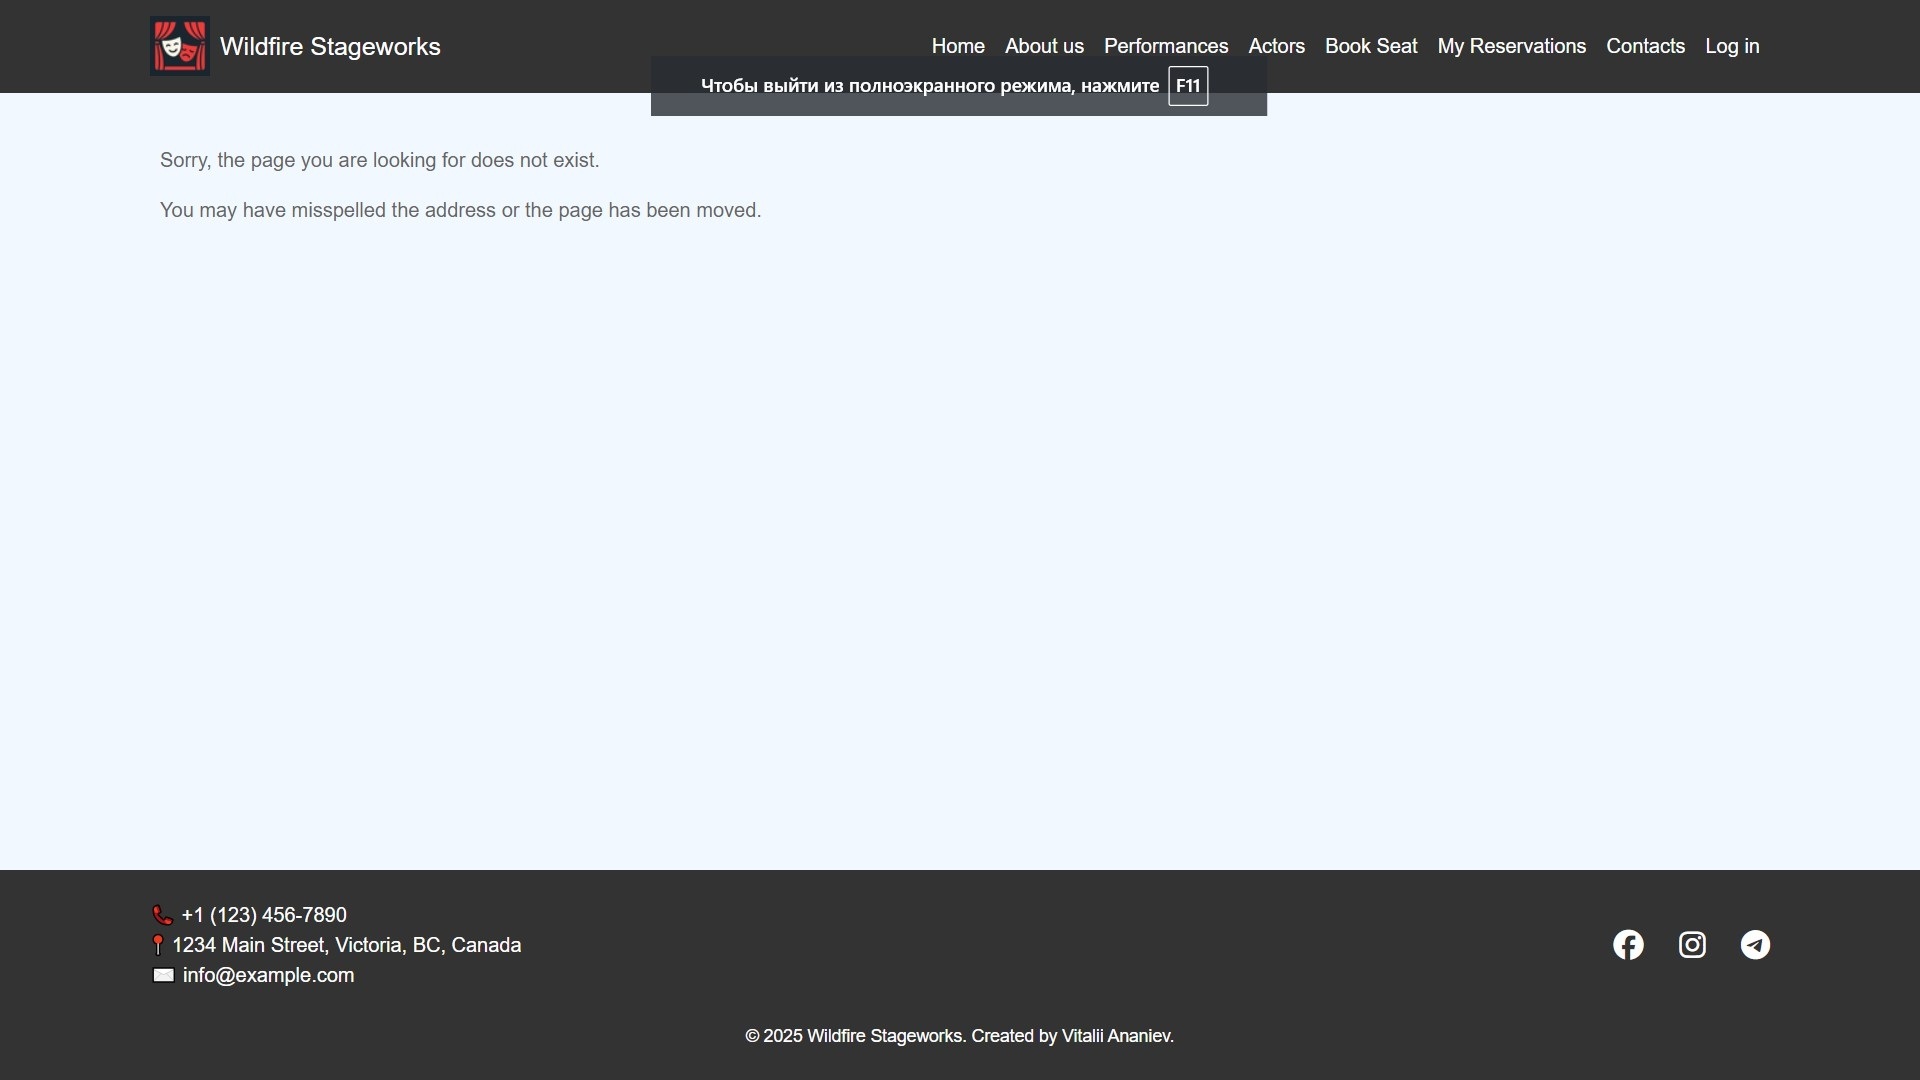 Wildfire Stageworks
Home About us Performances Actors Book Seat My Reservations Contacts Log in
Чтобы выйти из полноэкранного режима, нажмите F11
Sorry, the page you are looking for does not exist.
You may have misspelled the address or the page has been moved.
+1 (123) 456-7890
1234 Main Street, Victoria, BC, Canada
info@example.com
© 2025 Wildfire Stageworks. Created by Vitalii Ananiev.